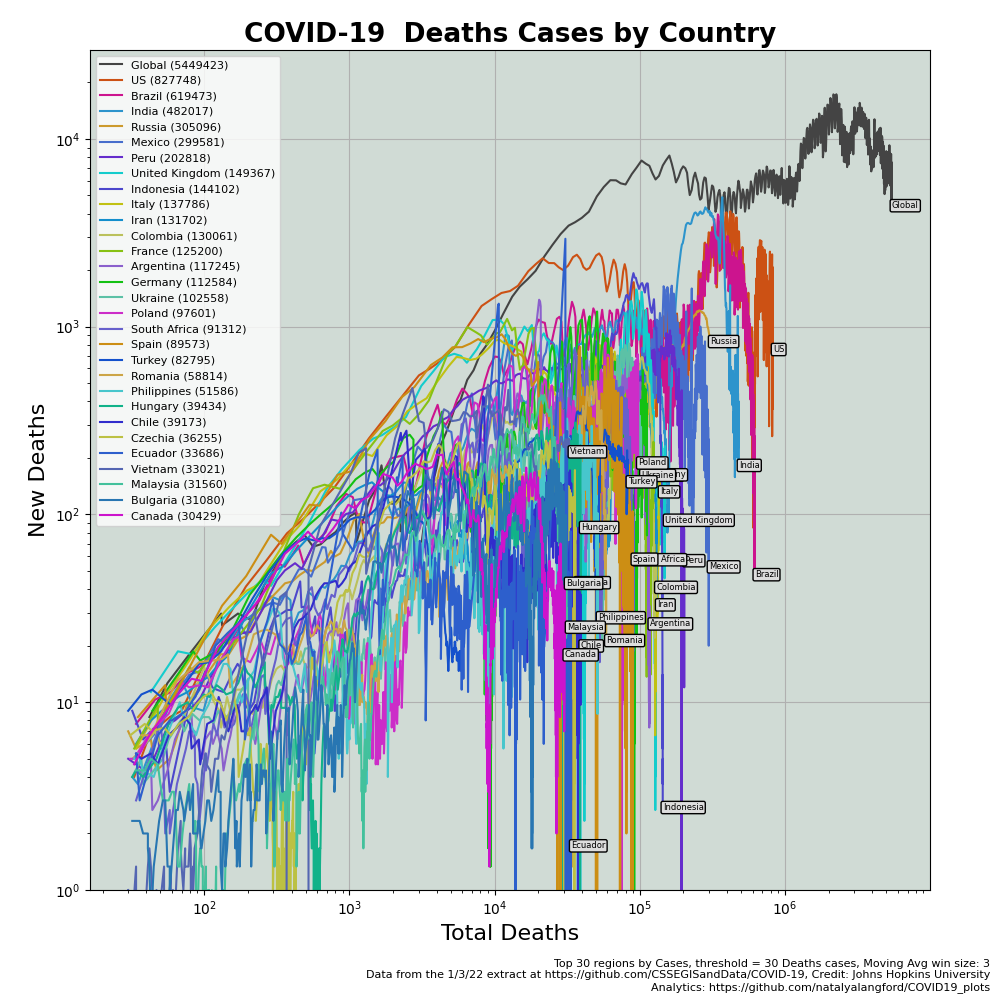 COVID-19  Deaths Cases by Country
Global (5449423)
US (827748)
Brazil (619473)
India (482017)
Russia (305096)
Mexico (299581)
Peru (202818)
United Kingdom (149367)
Indonesia (144102)
Italy (137786)
Iran (131702)
Colombia (130061)
France (125200)
Argentina (117245)
Germany (112584)
Ukraine (102558)
Poland (97601)
South Africa (91312)
Spain (89573)
Turkey (82795)
Romania (58814)
Philippines (51586)
Hungary (39434)
Chile (39173)
Czechia (36255)
Ecuador (33686)
Vietnam (33021)
Malaysia (31560)
Bulgaria (31080)
Canada (30429)
New Deaths
10^4
10^3
10^2
10^1
10^0
Global
Russia
US
Vietnam
Poland
India
Ukraine
ny
Turkey
Italy
United Kingdom
Hungary
Spain
Africa
Peru
Mexico
Brazil
Bulgaria
a
Colombia
Iran
Philippines
Argentina
Malaysia
Romania
Chile
Canada
Indonesia
Ecuador
10^2
10^3
10^4
10^5
10^6
Total Deaths
Top 30 regions by Cases, threshold = 30 Deaths cases, Moving Avg win size: 3
Data from the 1/3/22 extract at https://github.com/CSSEGISandData/COVID-19, Credit: Johns Hopkins University
Analytics: https://github.com/natalyalangford/COVID19_plots